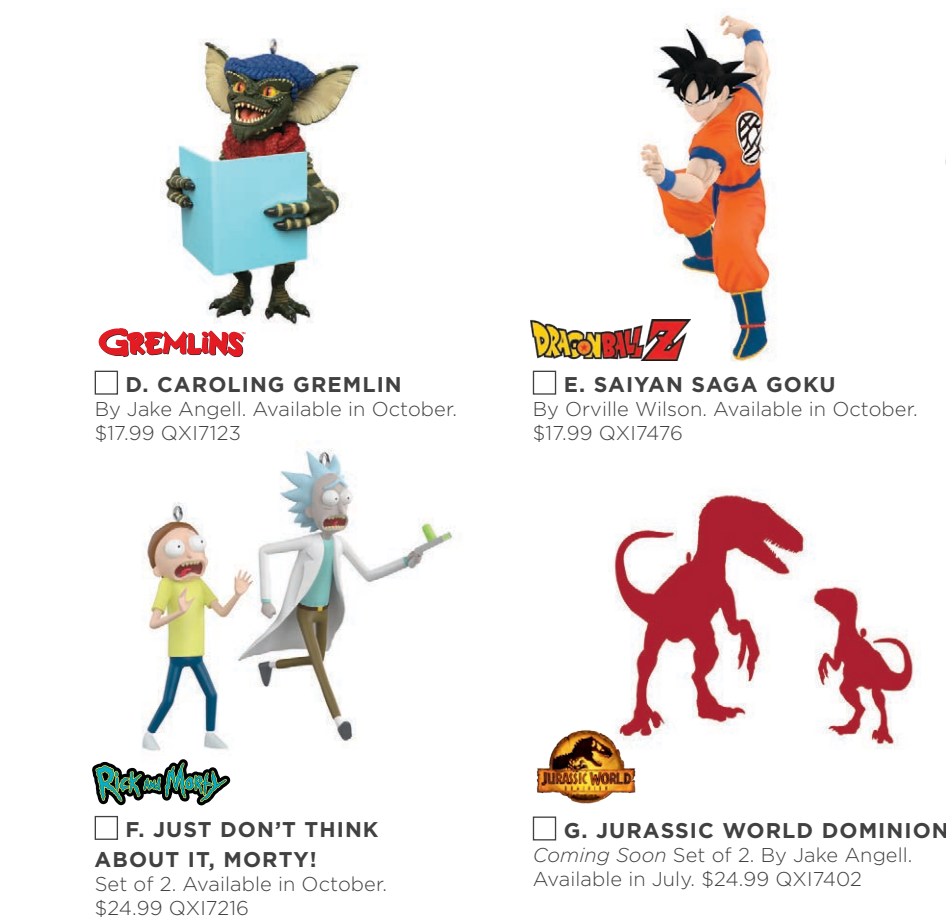 GREMLINS
D. CAROLING GREMLIN
By Jake Angell. Available in October.
$17.99 QXI7123
DRAGON BALL Z
E. SAIYAN SAGA GOKU
By Orville Wilson. Available in October.
$17.99 QXI7476
RICK AND MORTY
F. JUST DON’T THINK
ABOUT IT, MORTY!
Set of 2. Available in October.
$24.99 QXI7216
JURASSIC WORLD
G. JURASSIC WORLD DOMINION
Coming Soon Set of 2. By Jake Angell.
Available in July. $24.99 QXI7402